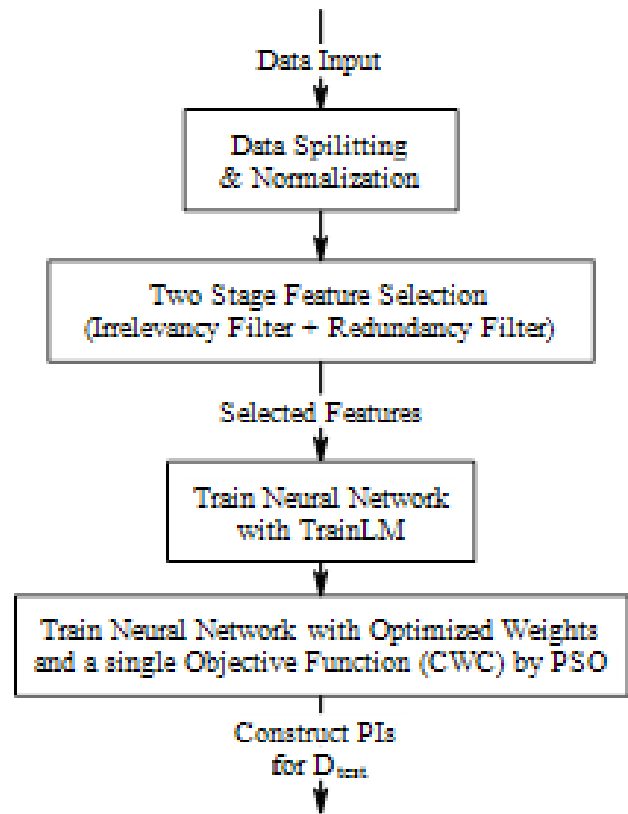 Data Input
Data Spilitting
& Normalization
Two Stage Feature Selection
(Irrelevancy Filter + Redundancy Filter)
Selected Features
Train Neural Network
with TrainLM
Train Neural Network with Optimized Weights
and a single Objective Function (CWC) by PSO
Construct PIs
for D_test